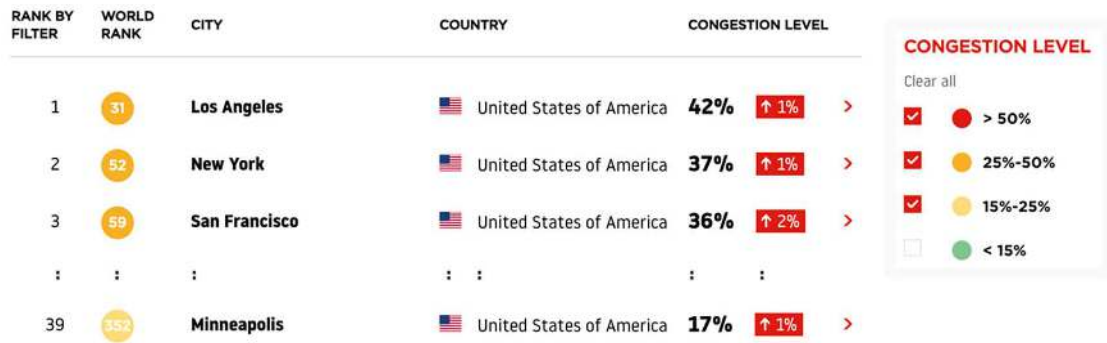 RANK BY FILTER WORLD RANK CITY COUNTRY CONGESTION LEVEL
1 31 Los Angeles United States of America 42% ↑ 1% >
2 52 New York United States of America 37% ↑ 1% >
3 59 San Francisco United States of America 36% ↑ 2% >
: : : : : : :
39 352 Minneapolis United States of America 17% ↑ 1% >
CONGESTION LEVEL
Clear all
> 50%
25%-50%
15%-25%
< 15%